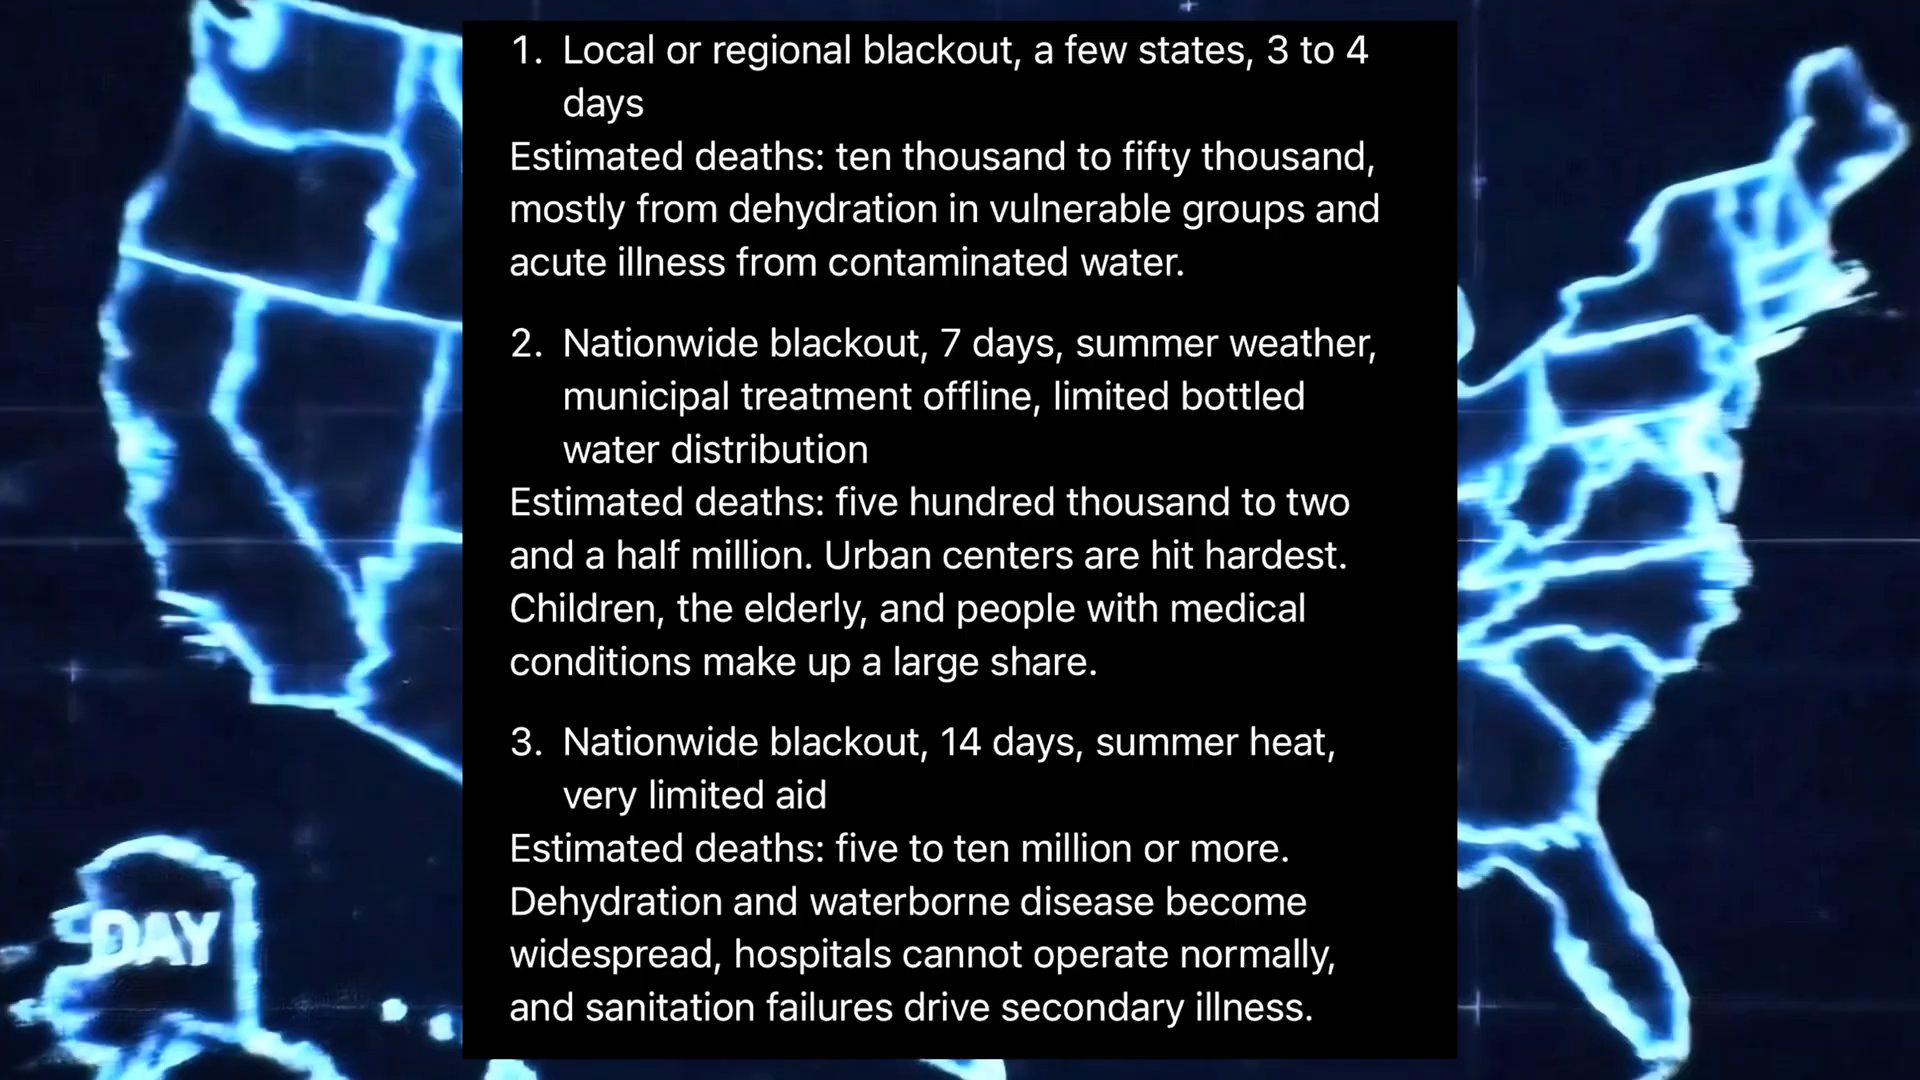 1. Local or regional blackout, a few states, 3 to 4
days
Estimated deaths: ten thousand to fifty thousand,
mostly from dehydration in vulnerable groups and
acute illness from contaminated water.
2. Nationwide blackout, 7 days, summer weather,
municipal treatment offline, limited bottled
water distribution
Estimated deaths: five hundred thousand to two
and a half million. Urban centers are hit hardest.
Children, the elderly, and people with medical
conditions make up a large share.
3. Nationwide blackout, 14 days, summer heat,
very limited aid
Estimated deaths: five to ten million or more.
Dehydration and waterborne disease become
widespread, hospitals cannot operate normally,
and sanitation failures drive secondary illness.
DAY